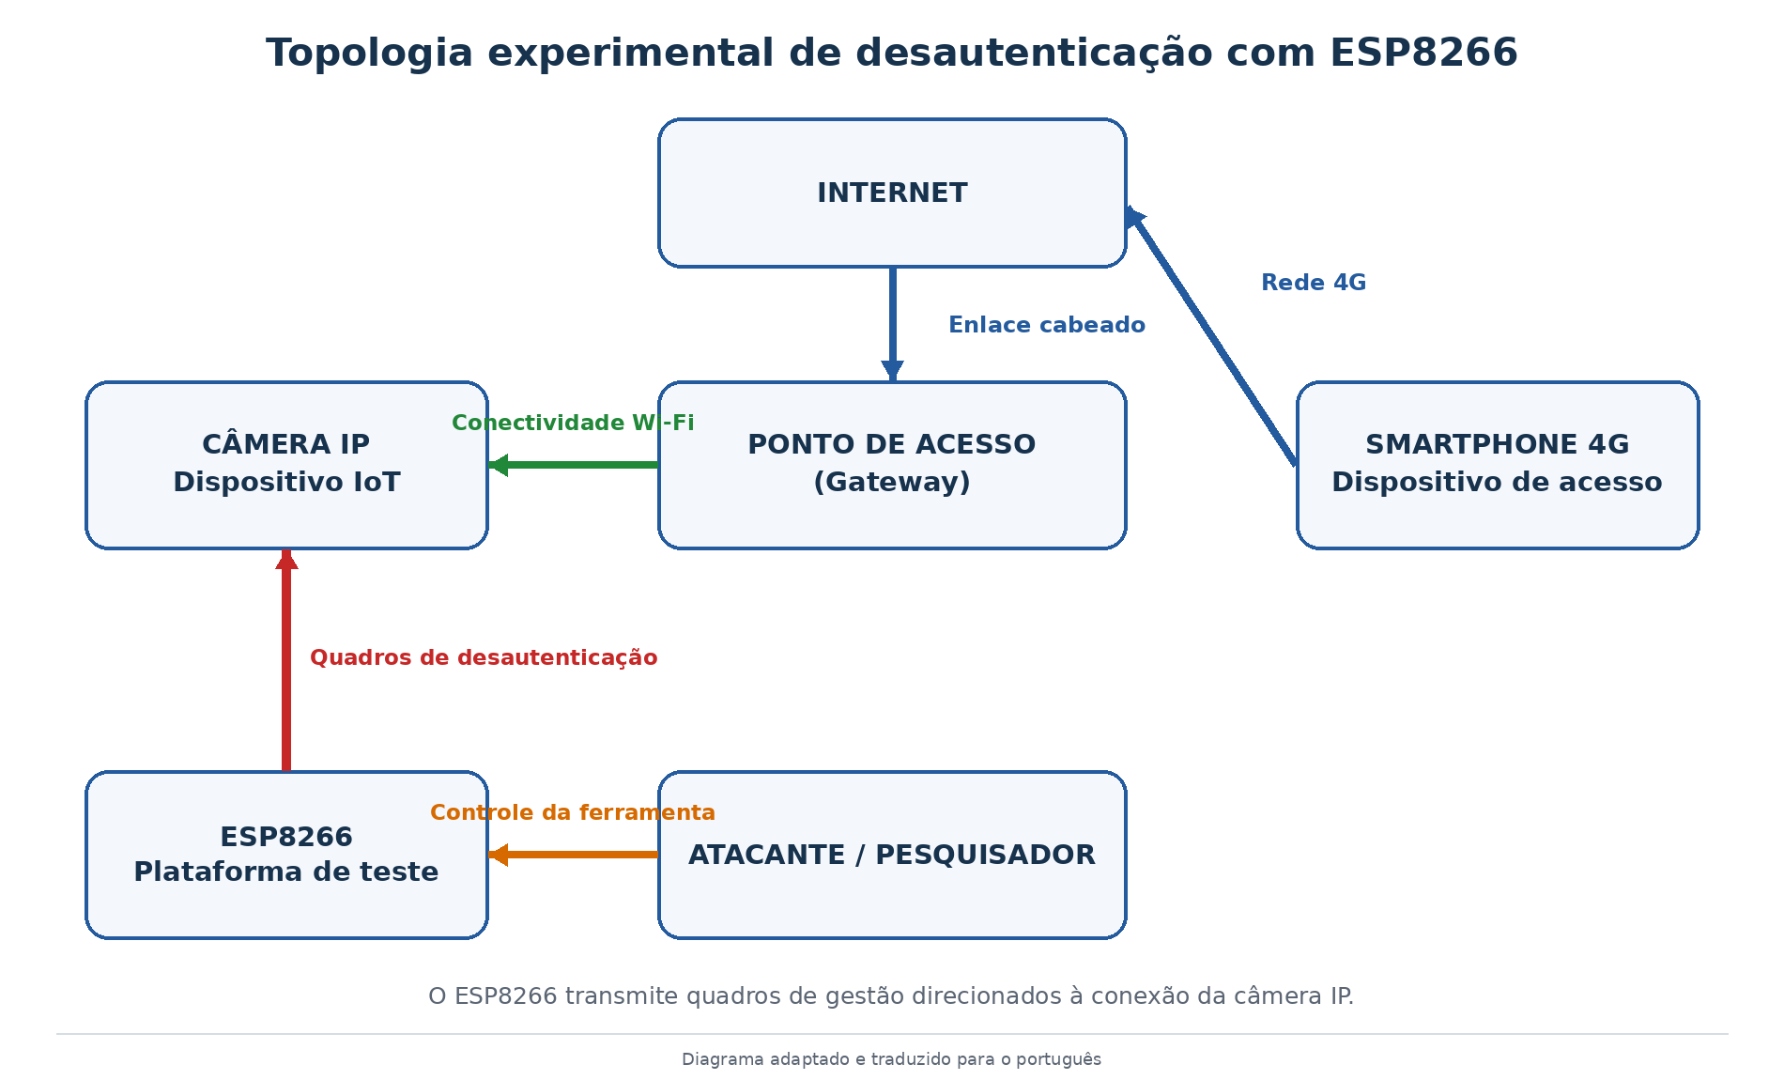 Topologia experimental de desautenticação com ESP8266
INTERNET
Rede 4G
Enlace cabeado
CÂMERA IP
Dispositivo IoT
Conectividade Wi-Fi
PONTO DE ACESSO
(Gateway)
SMARTPHONE 4G
Dispositivo de acesso
Quadros de desautenticação
ESP8266
Plataforma de teste
Controle da ferramenta
ATACANTE / PESQUISADOR
O ESP8266 transmite quadros de gestão direcionados à conexão da câmera IP.
Diagrama adaptado e traduzido para o português